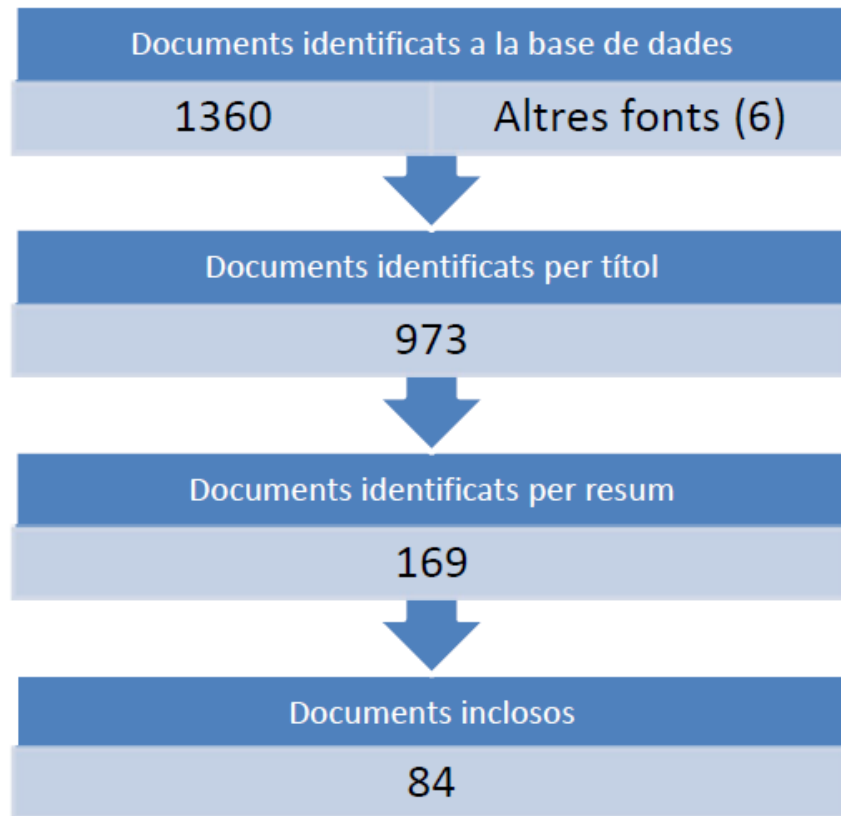 Documents identificats a la base de dades
1360 Altres fonts (6)
Documents identificats per títol
973
Documents identificats per resum
169
Documents inclosos
84